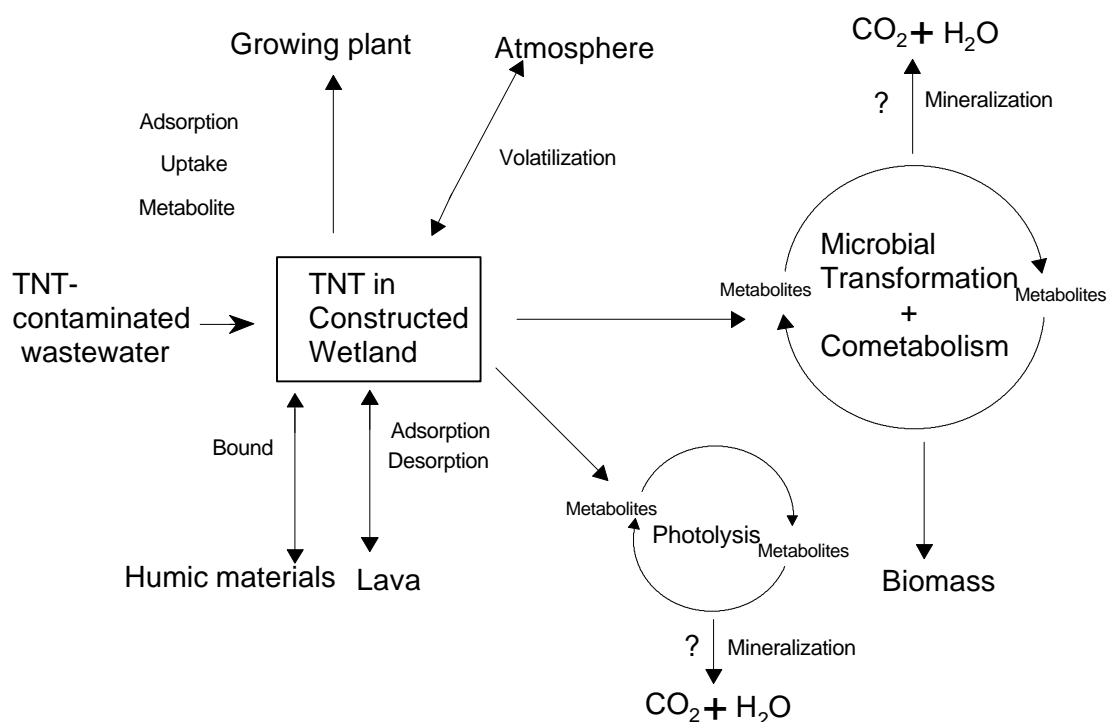 CO₂ + H₂O
Growing plant
Atmosphere
? Mineralization
Adsorption
Uptake
Metabolite
Volatilization
TNT-
contaminated
wastewater
TNT in
Constructed
Wetland
Metabolites
Microbial
Transformation
+
Cometabolism
Metabolites
Bound
Adsorption
Desorption
Metabolites
Photolysis
Metabolites
Humic materials
Lava
Biomass
? Mineralization
CO₂ + H₂O